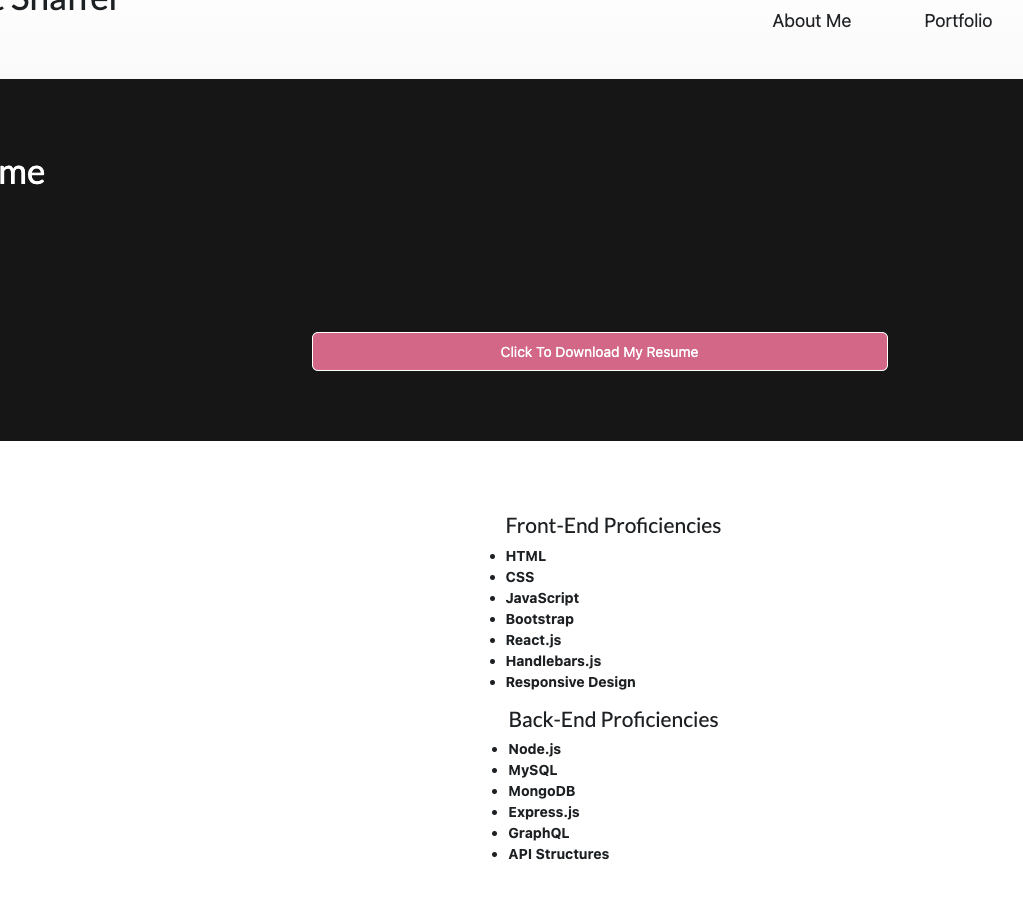 Shaffer
About Me
Portfolio
me
Click To Download My Resume
Front-End Proficiencies
HTML
CSS
JavaScript
Bootstrap
React.js
Handlebars.js
Responsive Design
Back-End Proficiencies
Node.js
MySQL
MongoDB
Express.js
GraphQL
API Structures